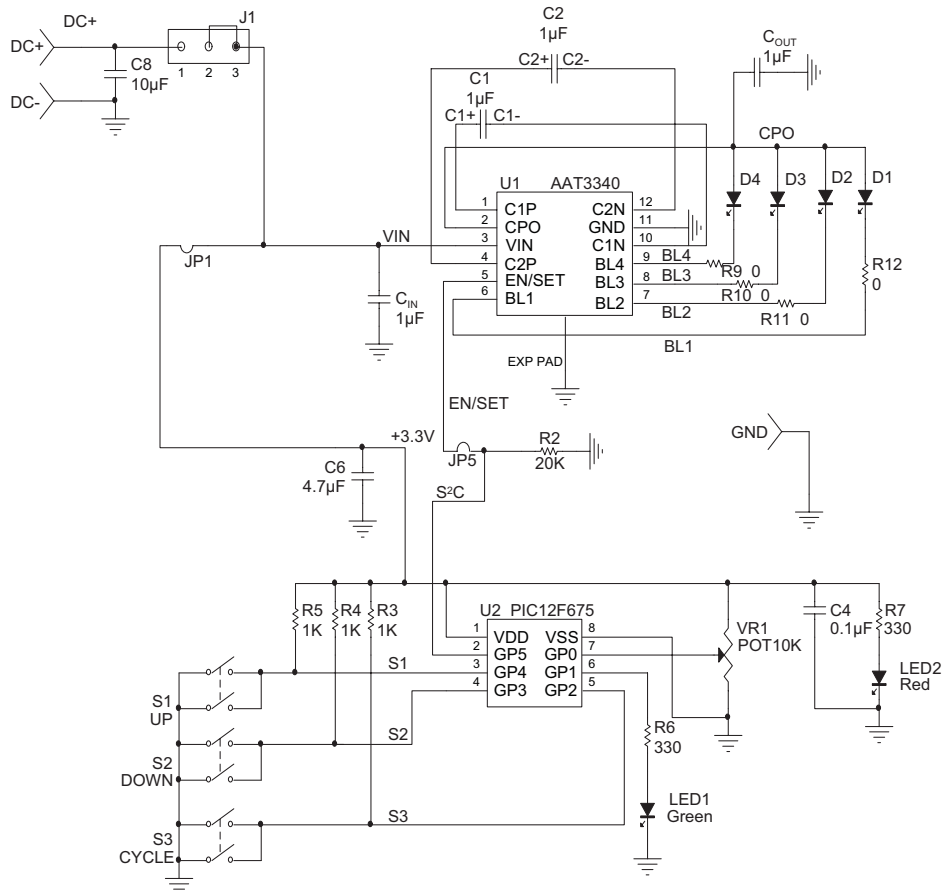 DC+
J1
DC+
1 2 3
C8
10µF
DC-
C2
1µF
C2+ C2-
C1
1µF
C1+ C1-
COUT
1µF
CPO
D4 D3 D2 D1
U1 AAT3340
1 C1P
2 CPO
3 VIN
4 C2P
5 EN/SET
6 BL1
C2N 12
GND 11
C1N 10
BL4 9
BL3 8
BL2 7
VIN
JP1
CIN
1µF
BL4
BL3
BL2
BL1
R9 0
R10 0
R11 0
R12
0
EXP PAD
EN/SET
+3.3V
JP5
R2
20K
GND
C6
4.7µF
S²C
R5
1K
R4
1K
R3
1K
U2 PIC12F675
1 VDD
2 GP5
3 GP4
4 GP3
VSS 8
GP0 7
GP1 6
GP2 5
VR1
POT10K
C4
0.1µF
R7
330
LED2
Red
S1
S1
UP
S2
S2
DOWN
S3
S3
CYCLE
R6
330
LED1
Green